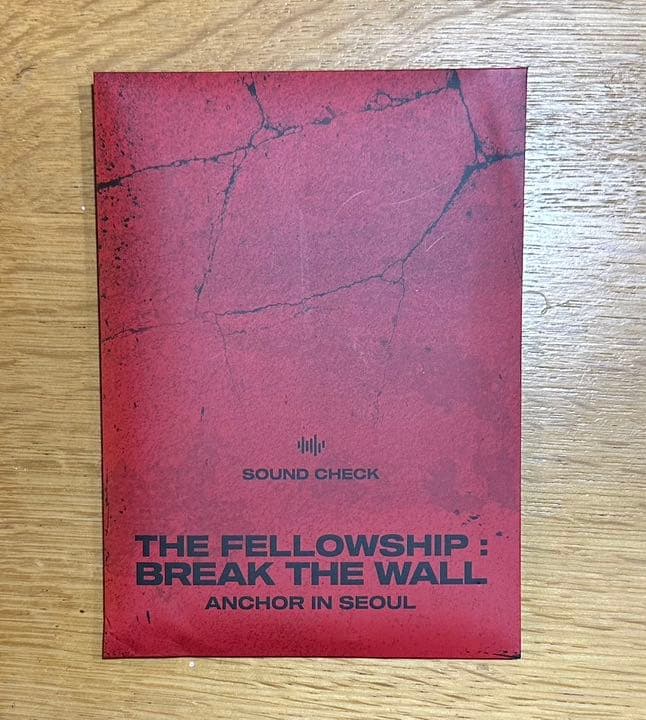 SOUND CHECK
THE FELLOWSHIP :
BREAK THE WALL
ANCHOR IN SEOUL